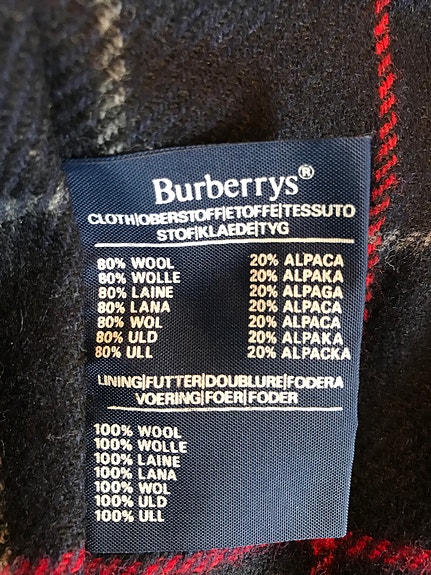 Burberrys®
CLOTH|OBERSTOFF|ETOFFE|TESSUTO
STOF|KLAEDE|TYG
80% WOOL 20% ALPACA
80% WOLLE 20% ALPAKA
80% LAINE 20% ALPAGA
80% LANA 20% ALPACA
80% WOL 20% ALPACA
80% ULD 20% ALPAKA
80% ULL 20% ALPACKA
LINING|FUTTER|DOUBLURE|FODERA
VOERING|FOER|FODER
100% WOOL
100% WOLLE
100% LAINE
100% LANA
100% WOL
100% ULD
100% ULL